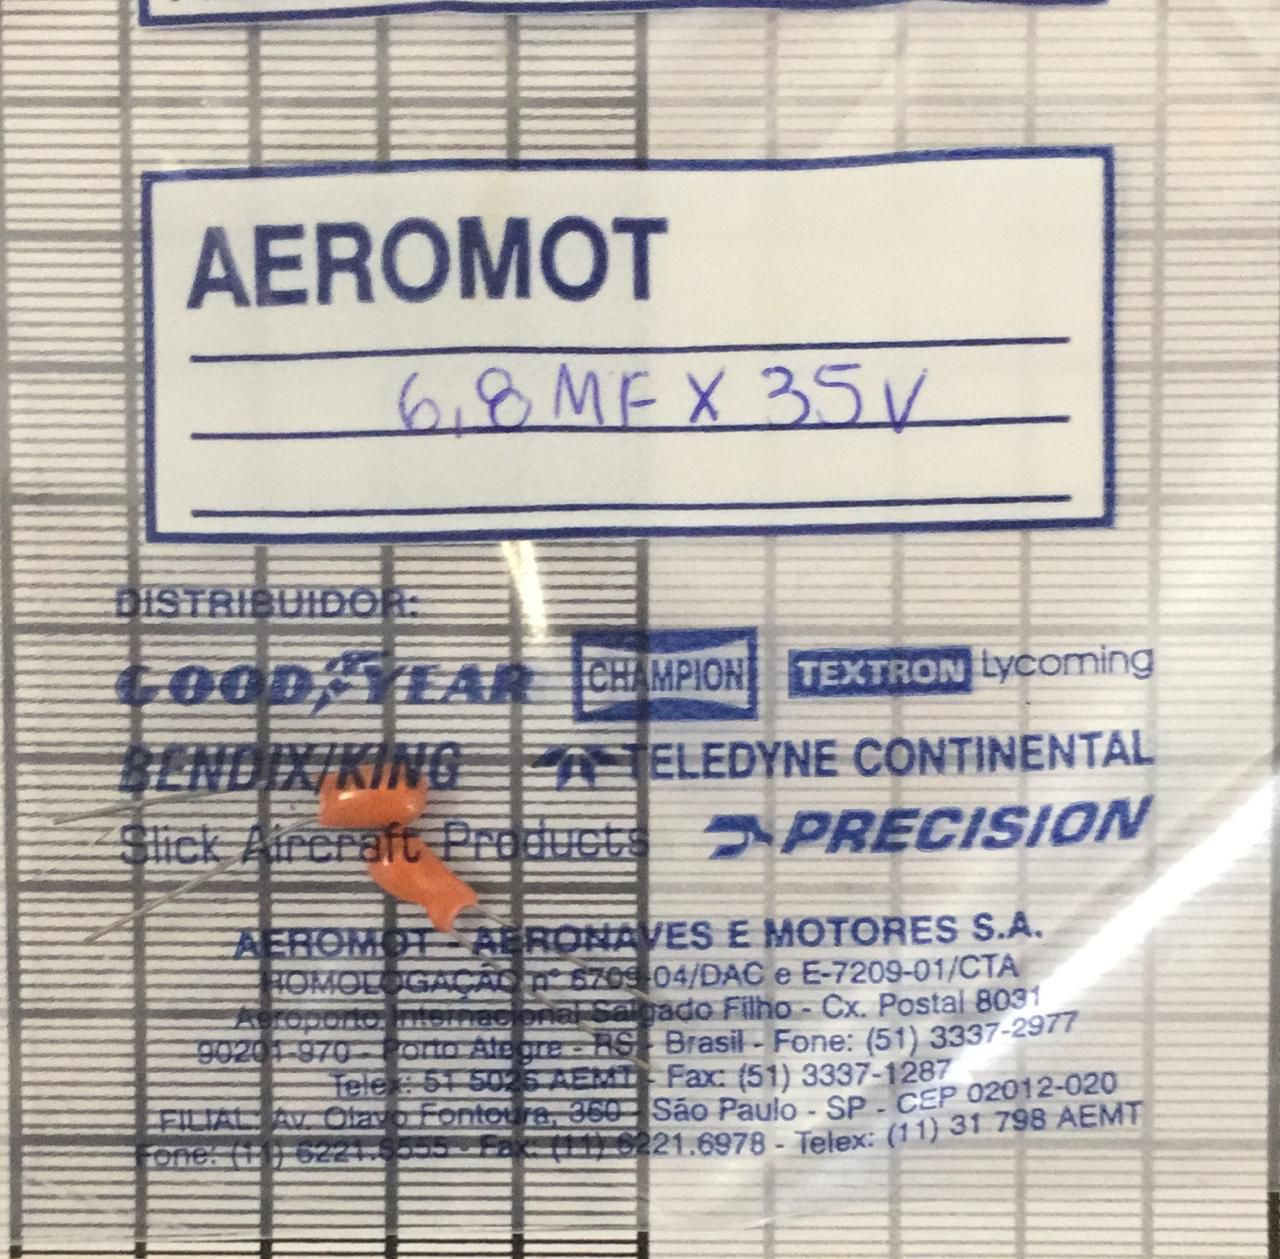 AEROMOT
6,8 MF X 35V
DISTRIBUIDOR:
GOODYEAR CHAMPION TEXTRON Lycoming
BENDIX/KING TELEDYNE CONTINENTAL
Slick Aircraft Products PRECISION
AEROMOT - AERONAVES E MOTORES S.A.
HOMOLOGAÇÃO nº 6709-04/DAC e E-7209-01/CTA
Aeroporto Internacional Salgado Filho - Cx. Postal 8031
90201-970 - Porto Alegre - RS - Brasil - Fone: (51) 3337-2977
Telex: 51 5025 AEMT - Fax: (51) 3337-1287
FILIAL: Av. Olavo Fontoura, 360 - São Paulo - SP - CEP 02012-020
Fone: (11) 6221.5555 - Fax: (11) 6221.6978 - Telex: (11) 31 798 AEMT